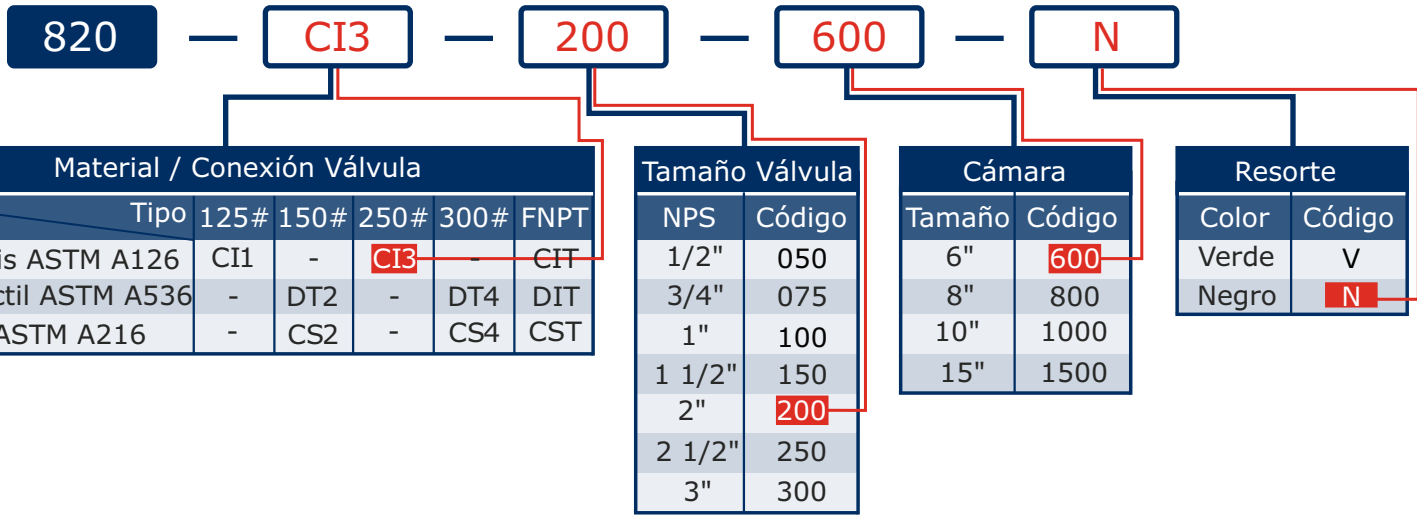 820 — CI3 — 200 — 600 — N
Material / Conexión Válvula
Tipo 125# 150# 250# 300# FNPT
is ASTM A126 CI1 - CI3 - CIT
ctil ASTM A536 - DT2 - DT4 DIT
ASTM A216 - CS2 - CS4 CST
Tamaño Válvula
NPS Código
1/2" 050
3/4" 075
1" 100
1 1/2" 150
2" 200
2 1/2" 250
3" 300
Cámara
Tamaño Código
6" 600
8" 800
10" 1000
15" 1500
Resorte
Color Código
Verde V
Negro N